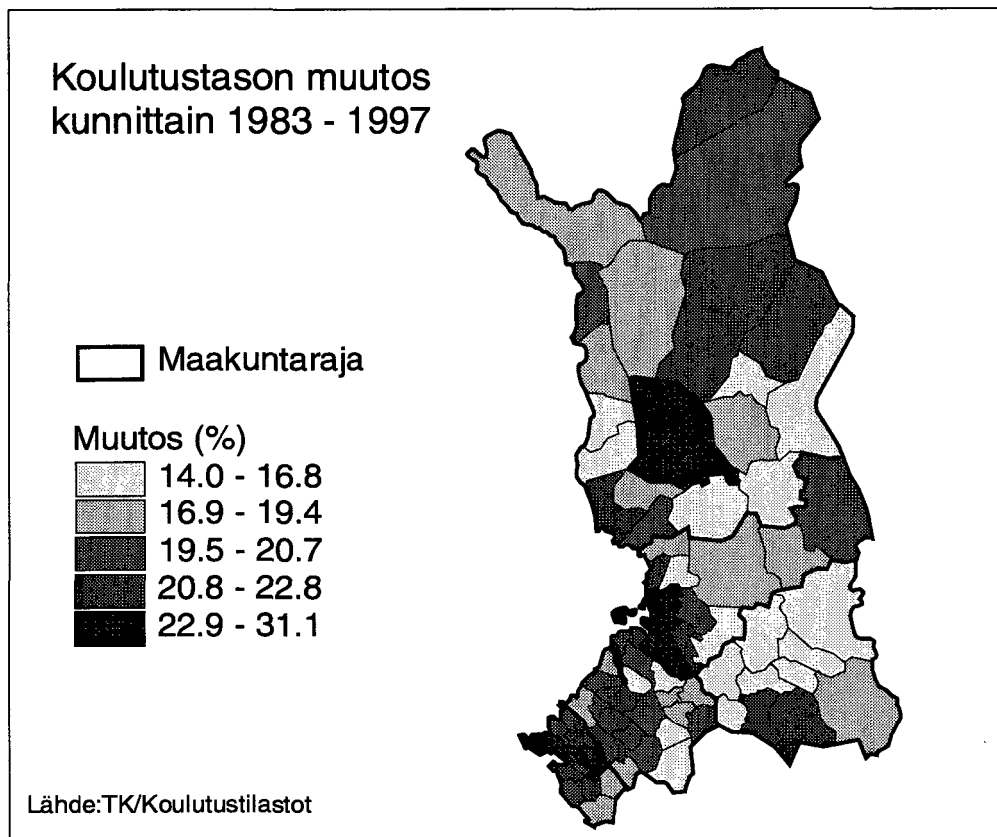 Koulutustason muutos
kunnittain 1983 - 1997
Maakuntaraja
Muutos (%)
14.0 - 16.8
16.9 - 19.4
19.5 - 20.7
20.8 - 22.8
22.9 - 31.1
Lähde:TK/Koulutustilastot